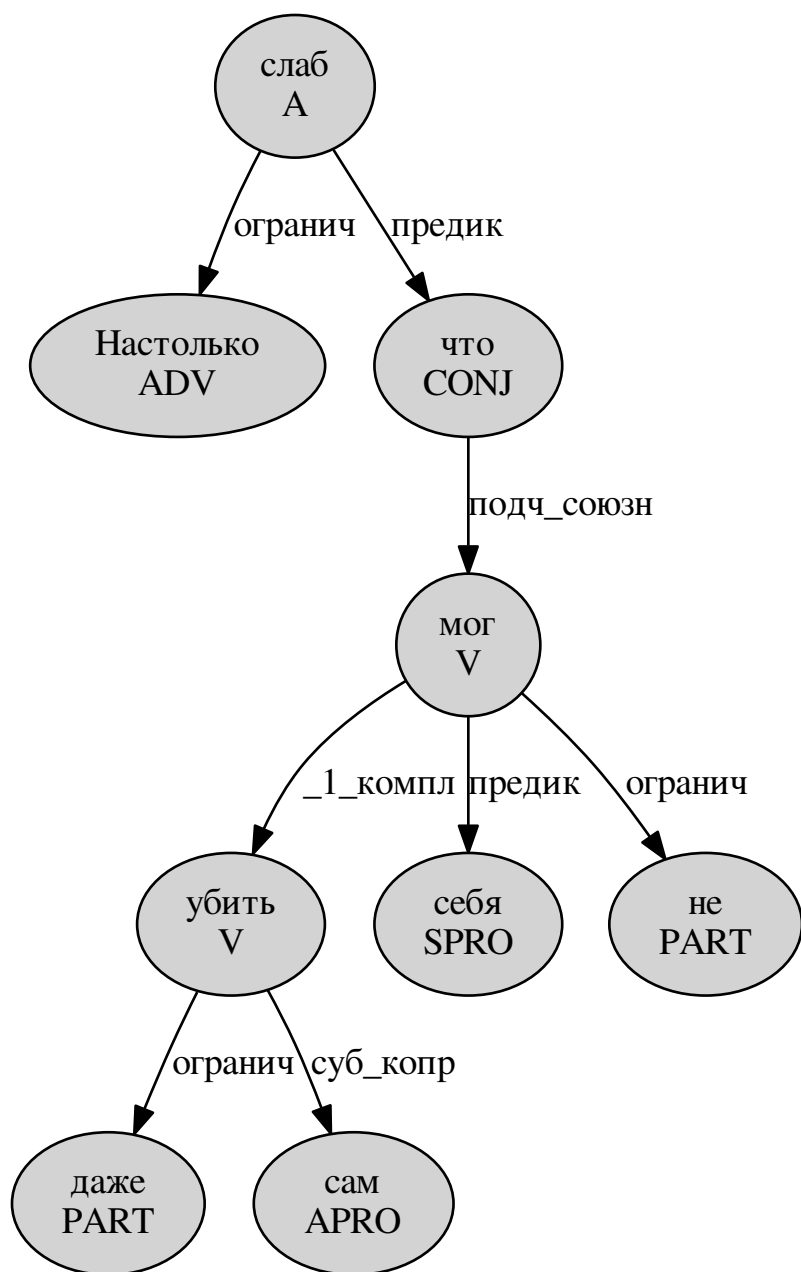 слаб
A
огранич
предик
Настолько
ADV
что
CONJ
подч_союзн
мог
V
_1_компл
предик
огранич
убить
V
себя
SPRO
не
PART
огранич
суб_копр
даже
PART
сам
APRO